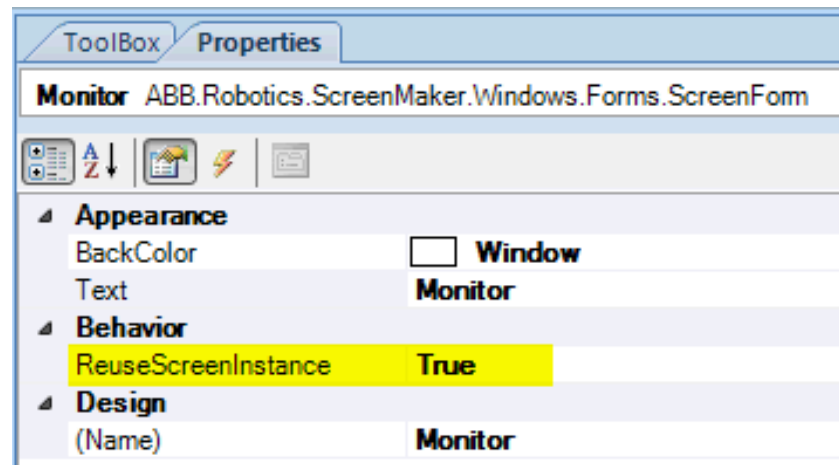 ToolBox Properties
Monitor ABB.Robotics.ScreenMaker.Windows.Forms.ScreenForm
A Z
Appearance
BackColor Window
Text Monitor
Behavior
ReuseScreenInstance True
Design
(Name) Monitor